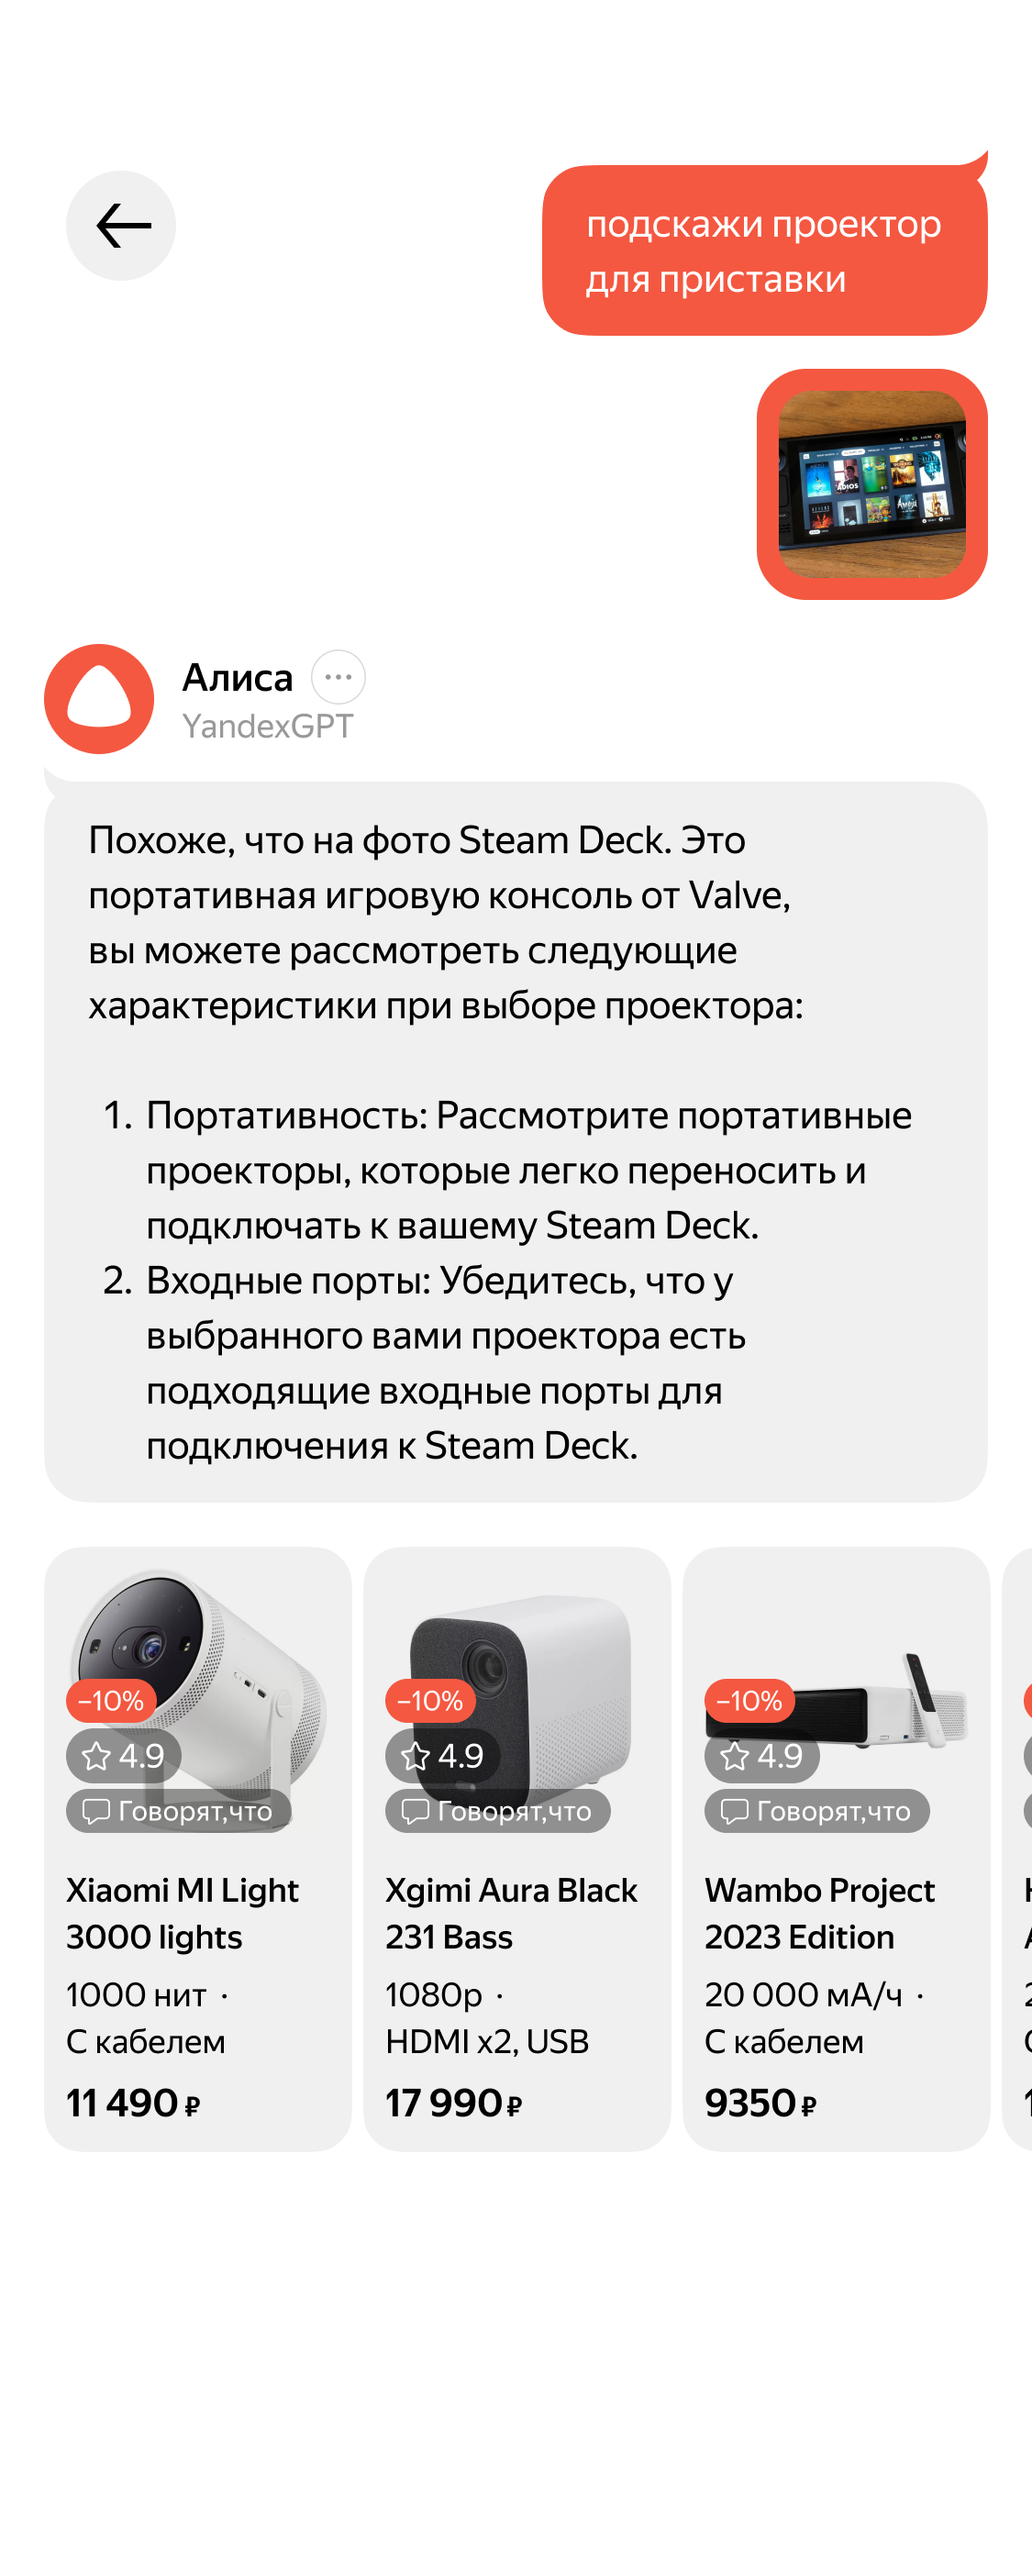 подскажи проектор
для приставки
ADIOS
Алиса
YandexGPT
Похоже, что на фото Steam Deck. Это
портативная игровую консоль от Valve,
вы можете рассмотреть следующие
характеристики при выборе проектора:
1. Портативность: Рассмотрите портативные
проекторы, которые легко переносить и
подключать к вашему Steam Deck.
2. Входные порты: Убедитесь, что у
выбранного вами проектора есть
подходящие входные порты для
подключения к Steam Deck.
–10%
4.9
Говорят,что
Xiaomi MI Light
3000 lights
1000 нит ·
С кабелем
11 490 ₽
–10%
4.9
Говорят,что
Xgimi Aura Black
231 Bass
1080p ·
HDMI x2, USB
17 990 ₽
–10%
4.9
Говорят,что
Wambo Project
2023 Edition
20 000 мА/ч ·
С кабелем
9350 ₽